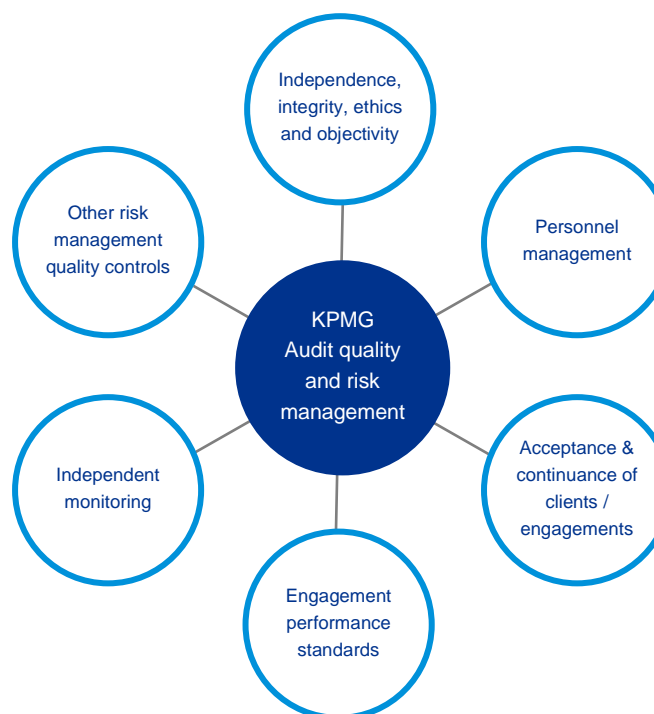 Independence,
integrity, ethics
and objectivity
Other risk
management
quality controls
Personnel
management
KPMG
Audit quality
and risk
management
Independent
monitoring
Acceptance &
continuance of
clients /
engagements
Engagement
performance
standards